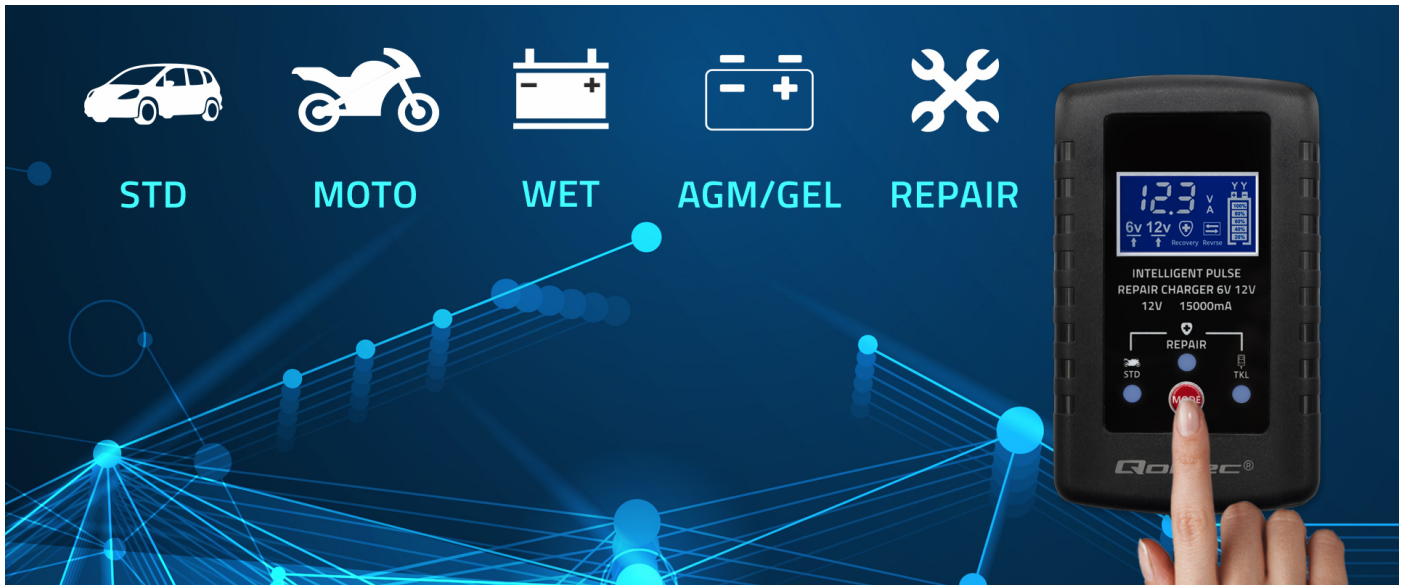 STD
MOTO
WET
AGM/GEL
REPAIR
12.3 V
A
6v 12v
Recovery Revrse
100%
80%
60%
40%
20%
INTELLIGENT PULSE
REPAIR CHARGER 6V 12V
12V 15000mA
REPAIR
STD
TKL
MODE
Qoltec®